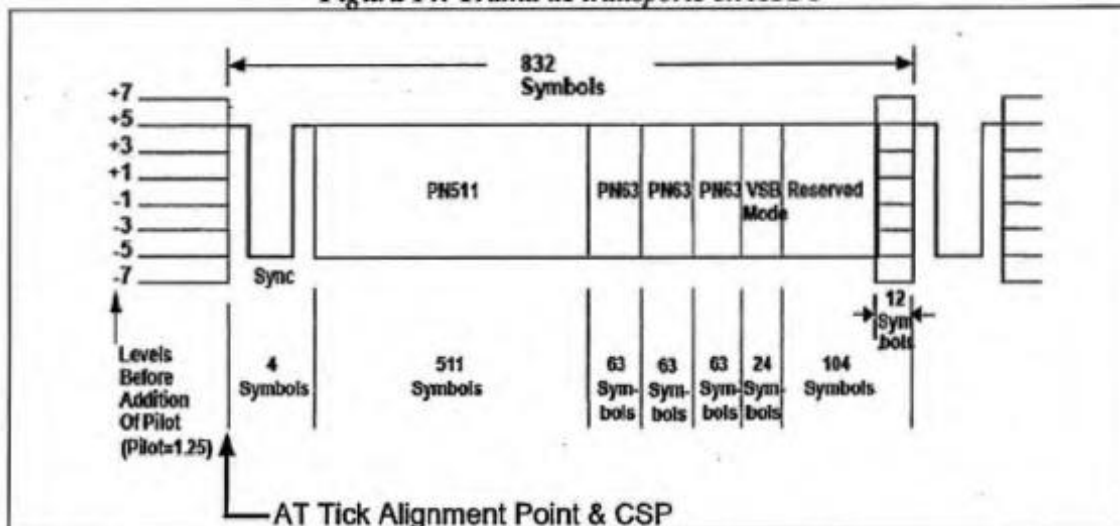 832
Symbols
+7
+5
+3
+1
-1
-3
-5
-7
PN511
PN63
PN63
PN63
VSB
Mode
Reserved
Sync
Levels
Before
Addition
Of Pilot
(Pilot=1.25)
4
Symbols
511
Symbols
63
Sym-
bols
63
Sym-
bols
63
Sym-
bols
24
Sym-
bols
104
Symbols
12
Sym
bols
AT Tick Alignment Point & CSP